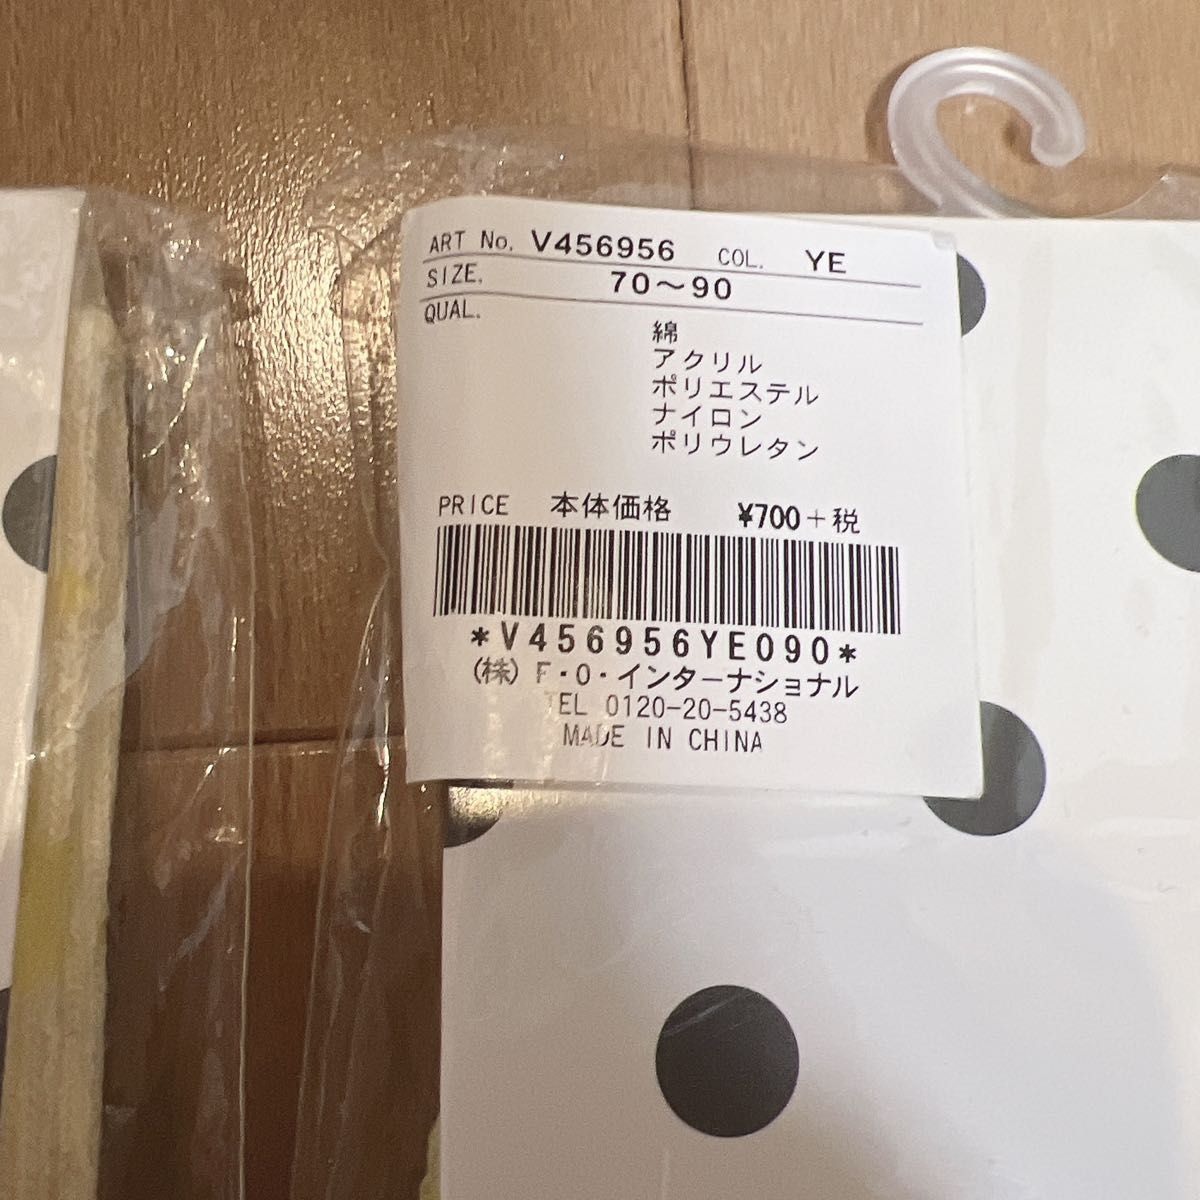 ART No. V456956 COL. YE
SIZE. 70～90
QUAL.
綿
アクリル
ポリエステル
ナイロン
ポリウレタン
PRICE 本体価格 ¥700+税
*V456956YE090*
(株) F・O・インターナショナル
TEL 0120-20-5438
MADE IN CHINA